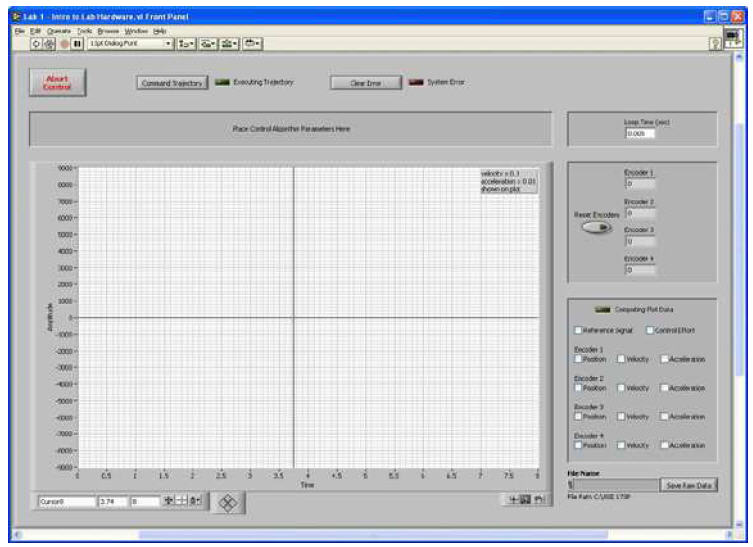 Lab 1 - Intro to Lab Hardware.vi Front Panel
File Edit Operate Tools Browse Window Help
13pt Dialog Font
Abort Control
Command Trajectory
Executing Trajectory
Clear Error
System Error
Place Control Algorithm Parameters Here
Loop Time (sec)
0.005
velocity x 0.1
acceleration x 0.01
shown on plot
Encoder 1
0
Encoder 2
0
Reset Encoders
Encoder 3
0
Encoder 4
0
Amplitude
9000
8000
7000
6000
5000
4000
3000
2000
1000
0
-1000
-2000
-3000
-4000
-5000
-6000
-7000
-8000
-9000
0 0.5 1 1.5 2 2.5 3 3.5 4 4.5 5 5.5 6 6.5 7 7.5 8
Time
Cursor0 3.74 0
Computing Plot Data
Reference Signal Control Effort
Encoder 1
Position Velocity Acceleration
Encoder 2
Position Velocity Acceleration
Encoder 3
Position Velocity Acceleration
Encoder 4
Position Velocity Acceleration
File Name
Save Raw Data